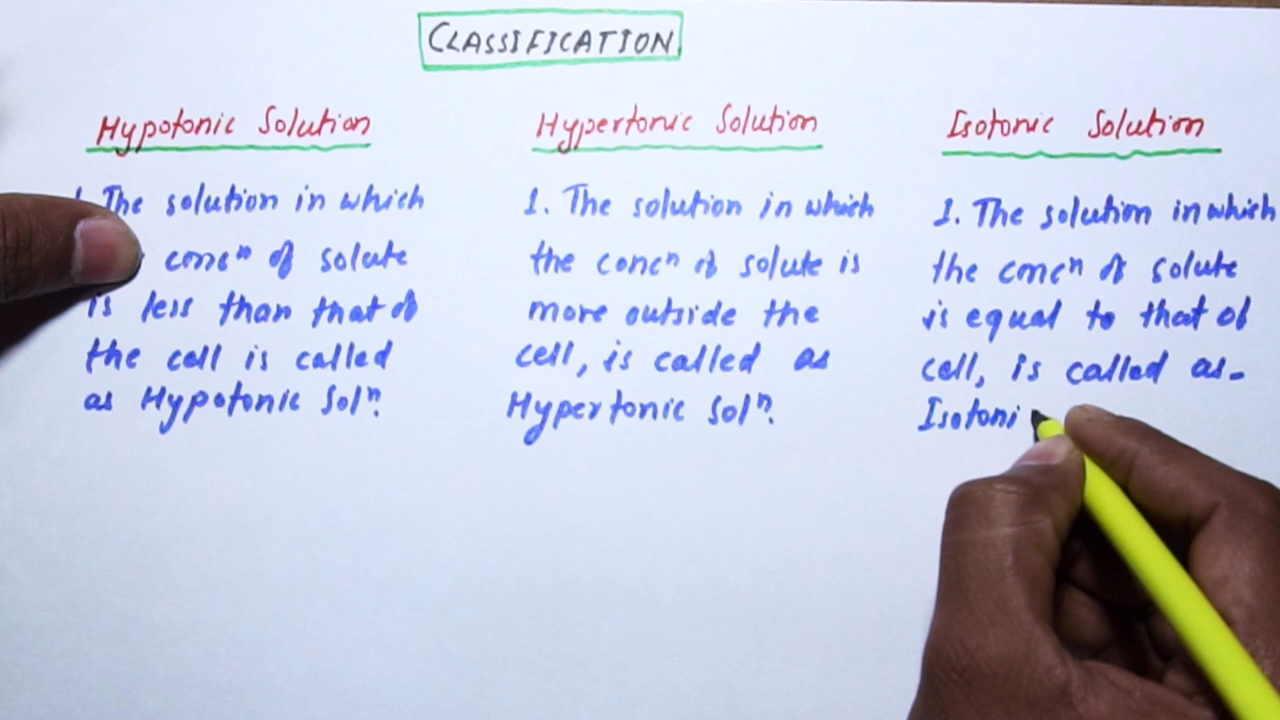 CLASSIFICATION
Hypotonic Solution
The solution in which
concⁿ of solute
is less than that of
the cell is called
as Hypotonic Solⁿ.
Hypertonic Solution
1. The solution in which
the concⁿ of solute is
more outside the
cell, is called as
Hypertonic Solⁿ.
Isotonic Solution
1. The solution in which
the concⁿ of solute
is equal to that of
cell, is called as-
Isotoni